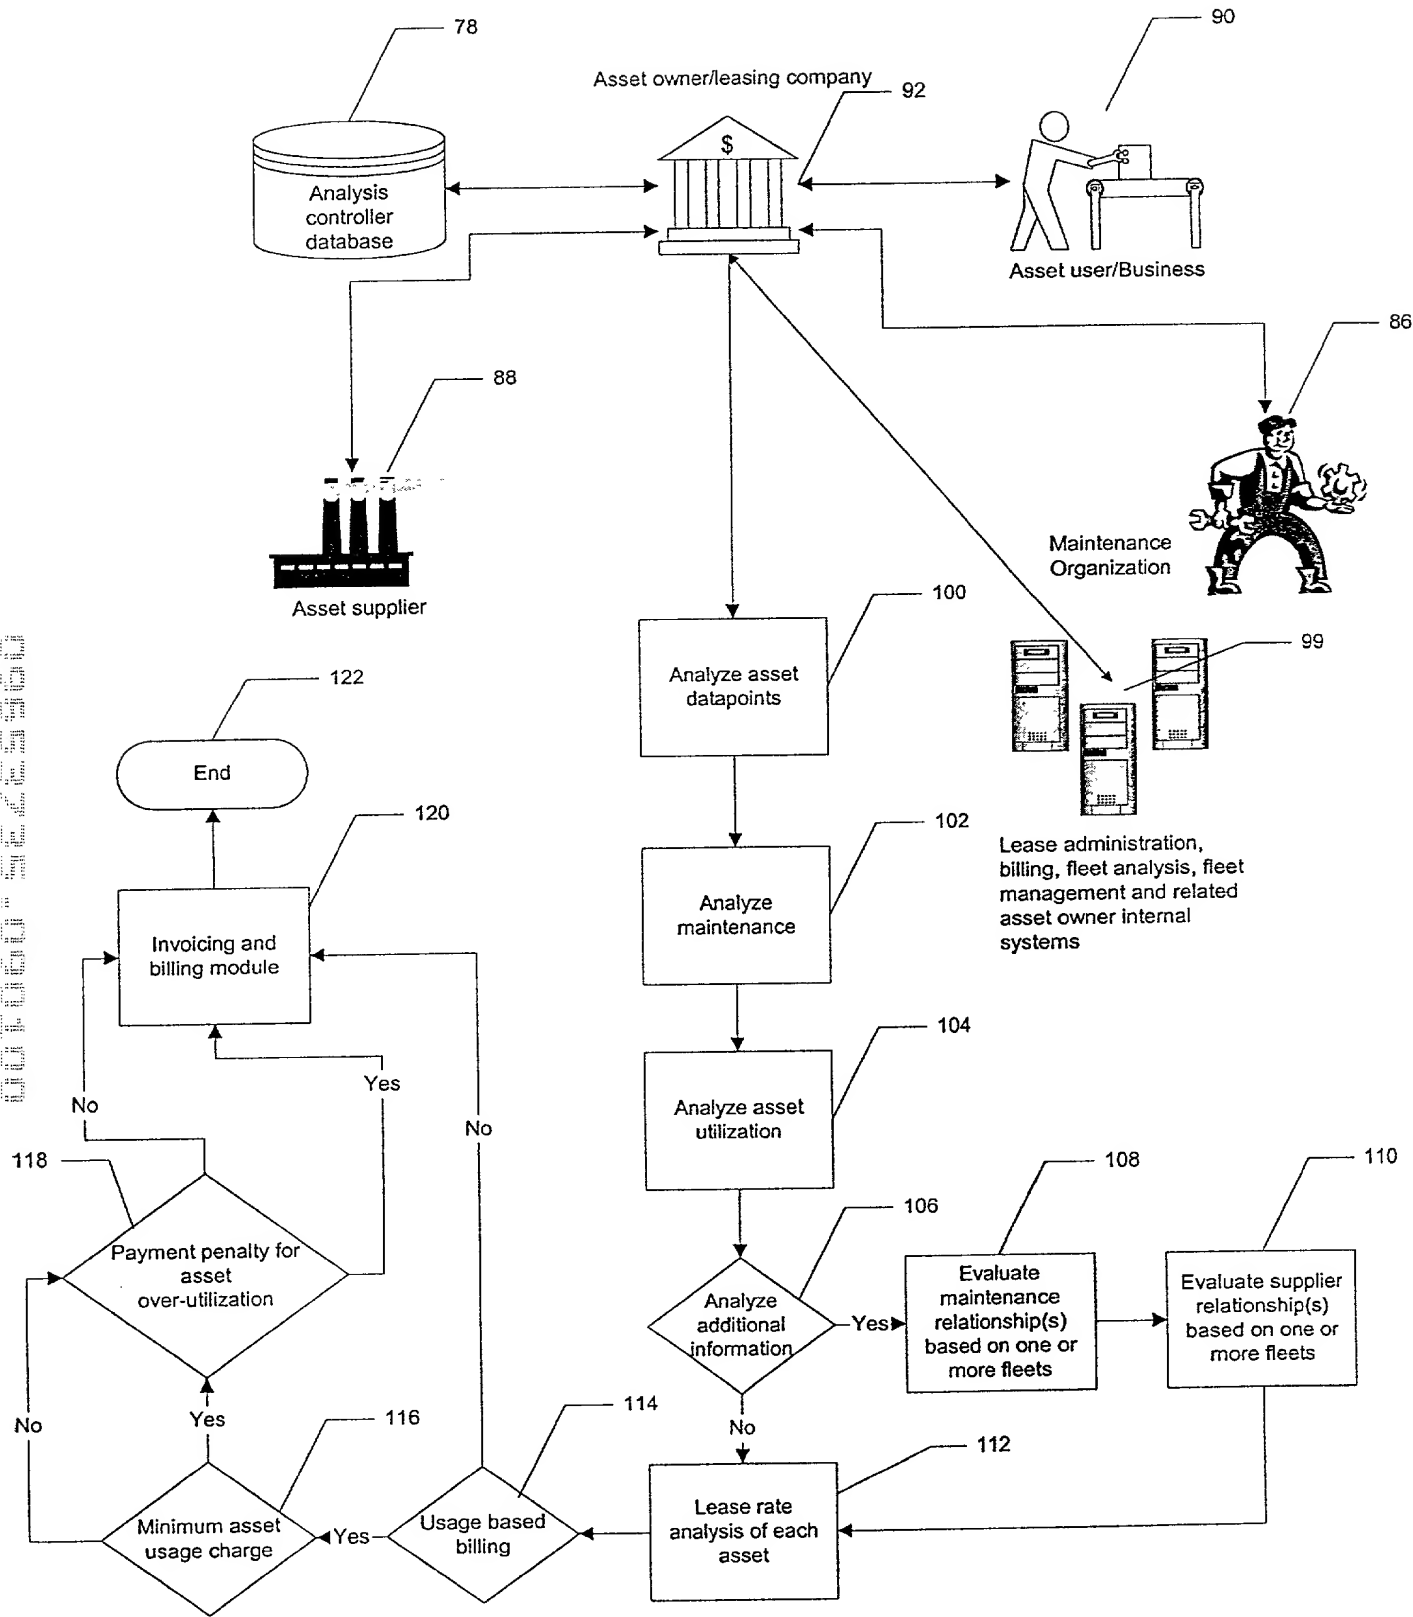 78
90
Asset owner/leasing company
92
$
Analysis
controller
database
Asset user/Business
86
88
Maintenance
Organization
Asset supplier
100
99
Analyze asset
datapoints
122
End
120
102
Lease administration,
billing, fleet analysis, fleet
management and related
asset owner internal
systems
Analyze
maintenance
Invoicing and
billing module
104
Yes
No
Analyze asset
utilization
No
118
108
110
106
Payment penalty for
asset
over-utilization
Analyze
additional
information
Yes
Evaluate
maintenance
relationship(s)
based on one or
more fleets
Evaluate supplier
relationship(s)
based on one or
more fleets
No
Yes
116
114
No
112
Minimum asset
usage charge
Yes
Usage based
billing
Lease rate
analysis of each
asset